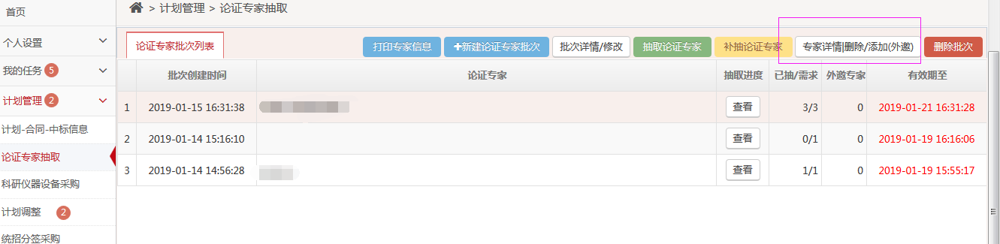 首页
个人设置
我的任务 5
计划管理 2
计划-合同-中标信息
论证专家抽取
科研仪器设备采购
计划调整 2
统招分签采购
> 计划管理 > 论证专家抽取
论证专家批次列表 打印专家信息 +新建论证专家批次 批次详情/修改 抽取论证专家 补抽论证专家 专家详情|删除/添加(外邀) 删除批次
批次创建时间 论证专家 抽取进度 已抽/需求 外邀专家 有效期至
1 2019-01-15 16:31:38 查看 3/3 0 2019-01-21 16:31:28
2 2019-01-14 15:16:10 查看 0/1 0 2019-01-19 16:16:06
3 2019-01-14 14:56:28 查看 1/1 0 2019-01-19 15:55:17